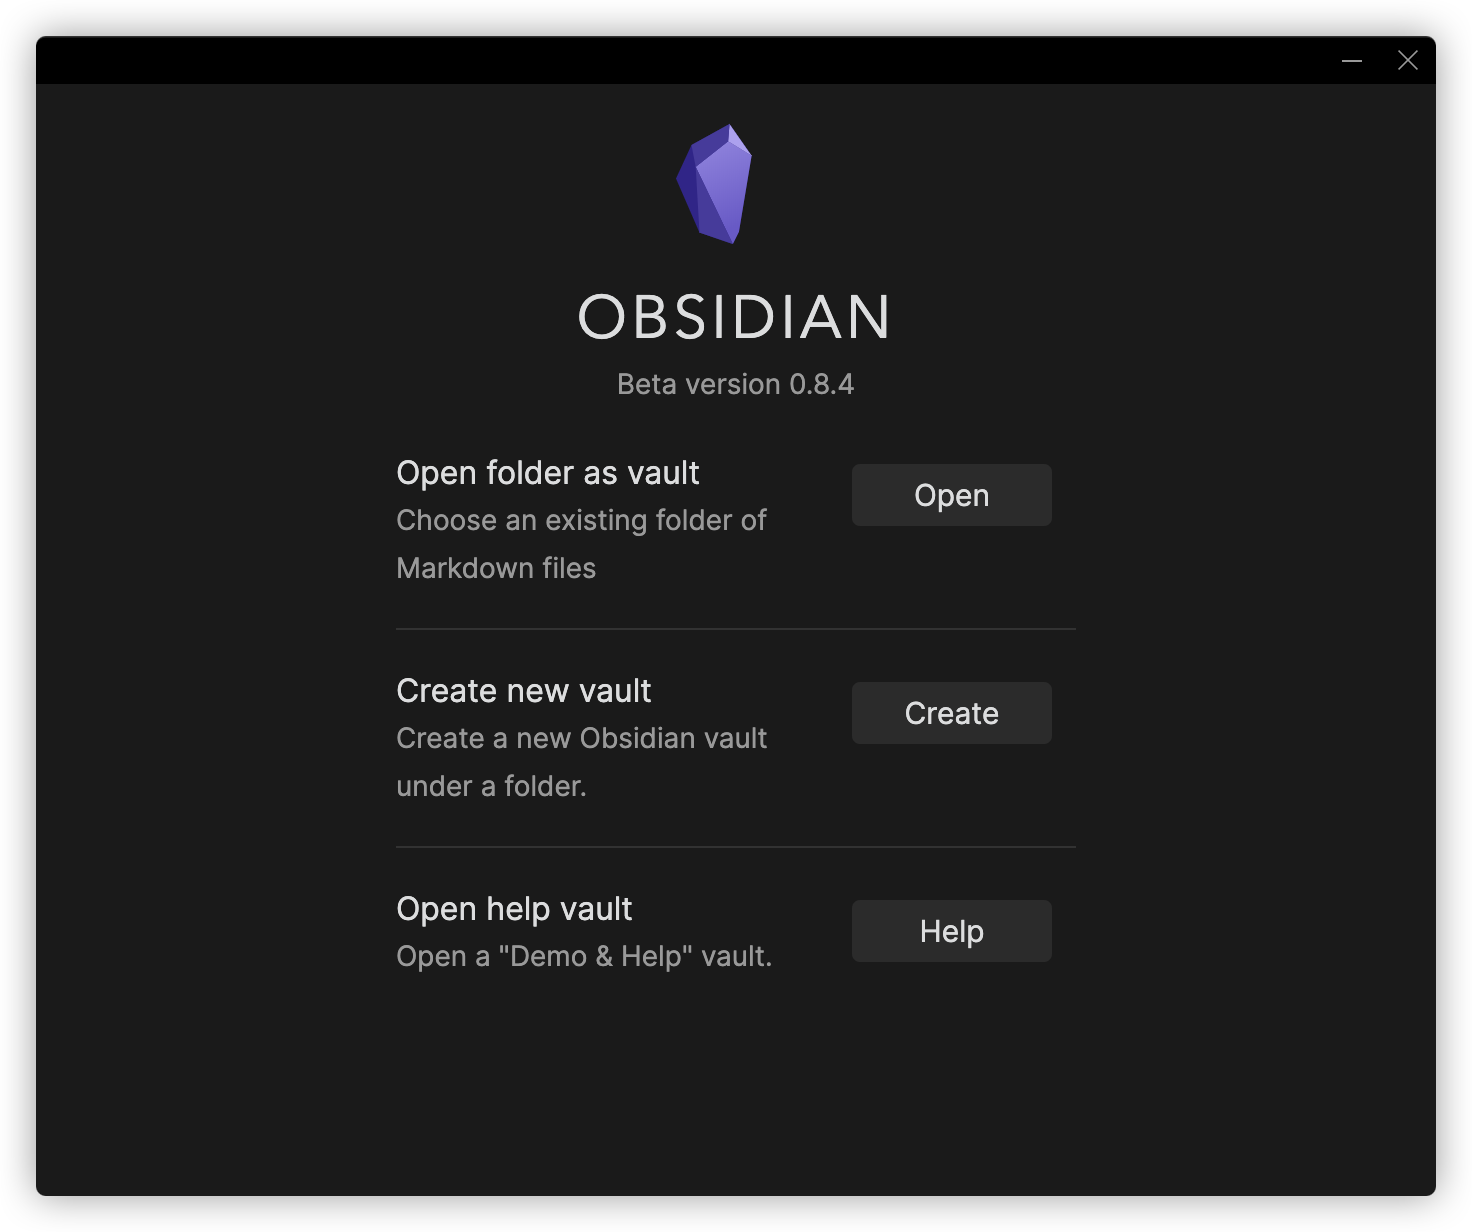 OBSIDIAN
Beta version 0.8.4
Open folder as vault
Choose an existing folder of
Markdown files
Open
Create new vault
Create a new Obsidian vault
under a folder.
Create
Open help vault
Open a "Demo & Help" vault.
Help